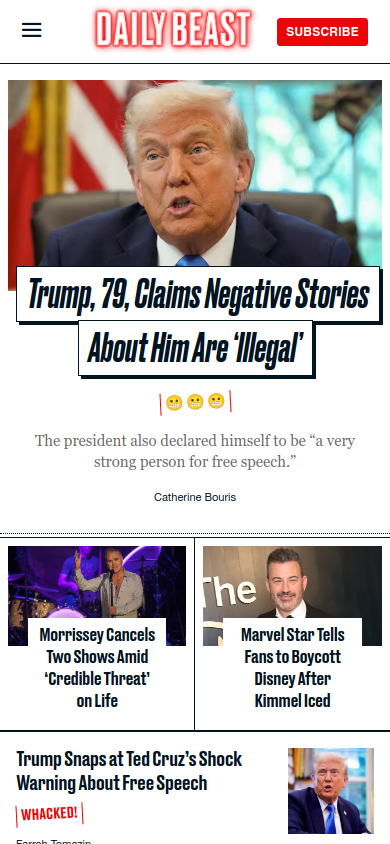 DAILY BEAST
SUBSCRIBE
Trump, 79, Claims Negative Stories
About Him Are ‘Illegal’
The president also declared himself to be “a very
strong person for free speech.”
Catherine Bouris
The
Morrissey Cancels
Two Shows Amid
‘Credible Threat’
on Life
Marvel Star Tells
Fans to Boycott
Disney After
Kimmel Iced
Trump Snaps at Ted Cruz’s Shock
Warning About Free Speech
WHACKED!
Farrah Tomazin